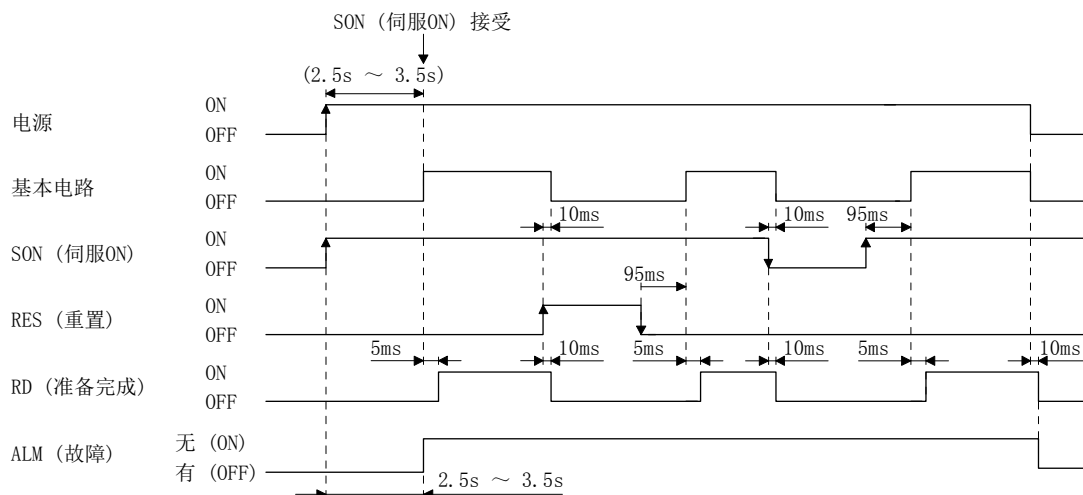 SON (伺服ON) 接受
(2.5s ～ 3.5s)
电源
ON
OFF
基本电路
ON
OFF
10ms
10ms
95ms
SON (伺服ON)
ON
OFF
95ms
RES (重置)
ON
OFF
5ms
10ms
5ms
10ms
5ms
10ms
RD (准备完成)
ON
OFF
ALM (故障)
无 (ON)
有 (OFF)
2.5s ～ 3.5s